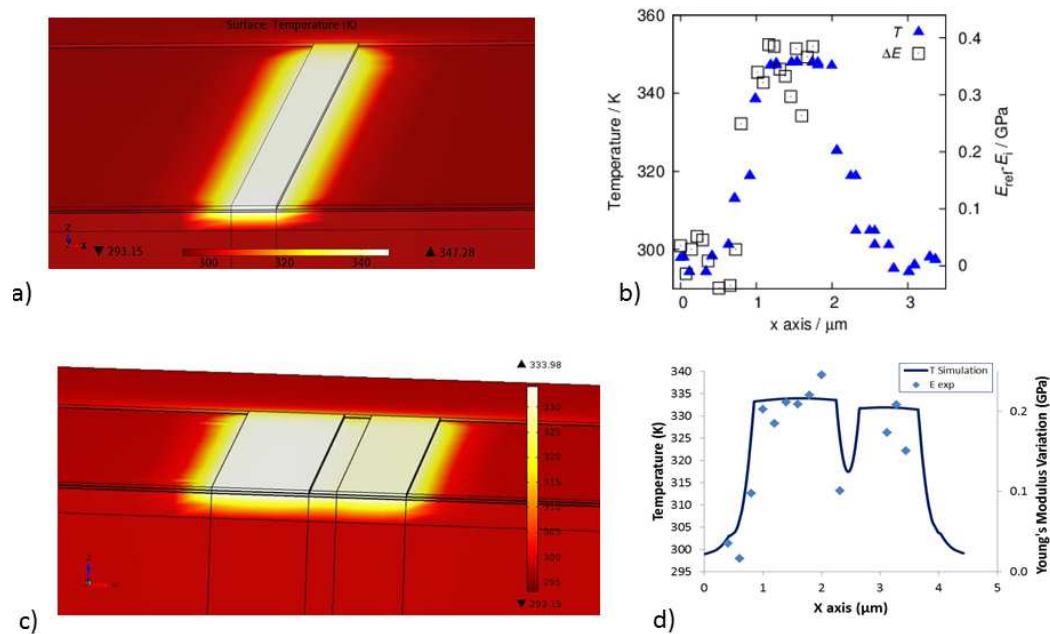 Surface: Temperature (K)
z
x
▼ 293.15
300
320
340
▲ 347.28
a)
360
340
320
300
Temperature / K
0
1
2
3
x axis / μm
T
ΔE
0.4
0.3
0.2
0.1
0
E_ref-E_i / GPa
b)
▲ 333.98
330
325
320
315
310
305
300
295
▼ 293.15
z
c)
340
335
330
325
320
315
310
305
300
295
Temperature (K)
0
1
2
3
4
5
X axis (μm)
T Simulation
E exp
0.2
0.1
0.0
Young's Modulus Variation (GPa)
d)